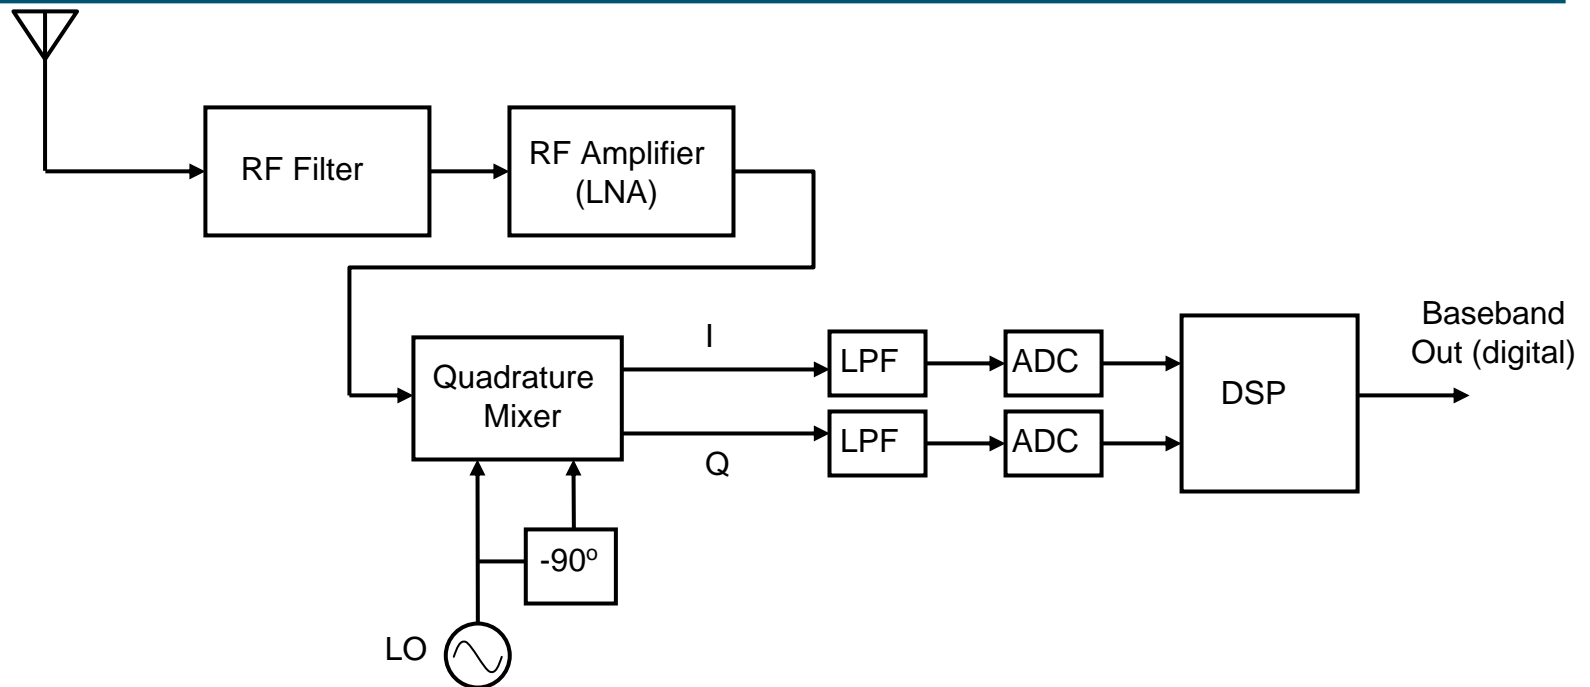 RF Filter
RF Amplifier
(LNA)
Quadrature
Mixer
I
Q
LPF
ADC
LPF
ADC
DSP
Baseband
Out (digital)
-90º
LO